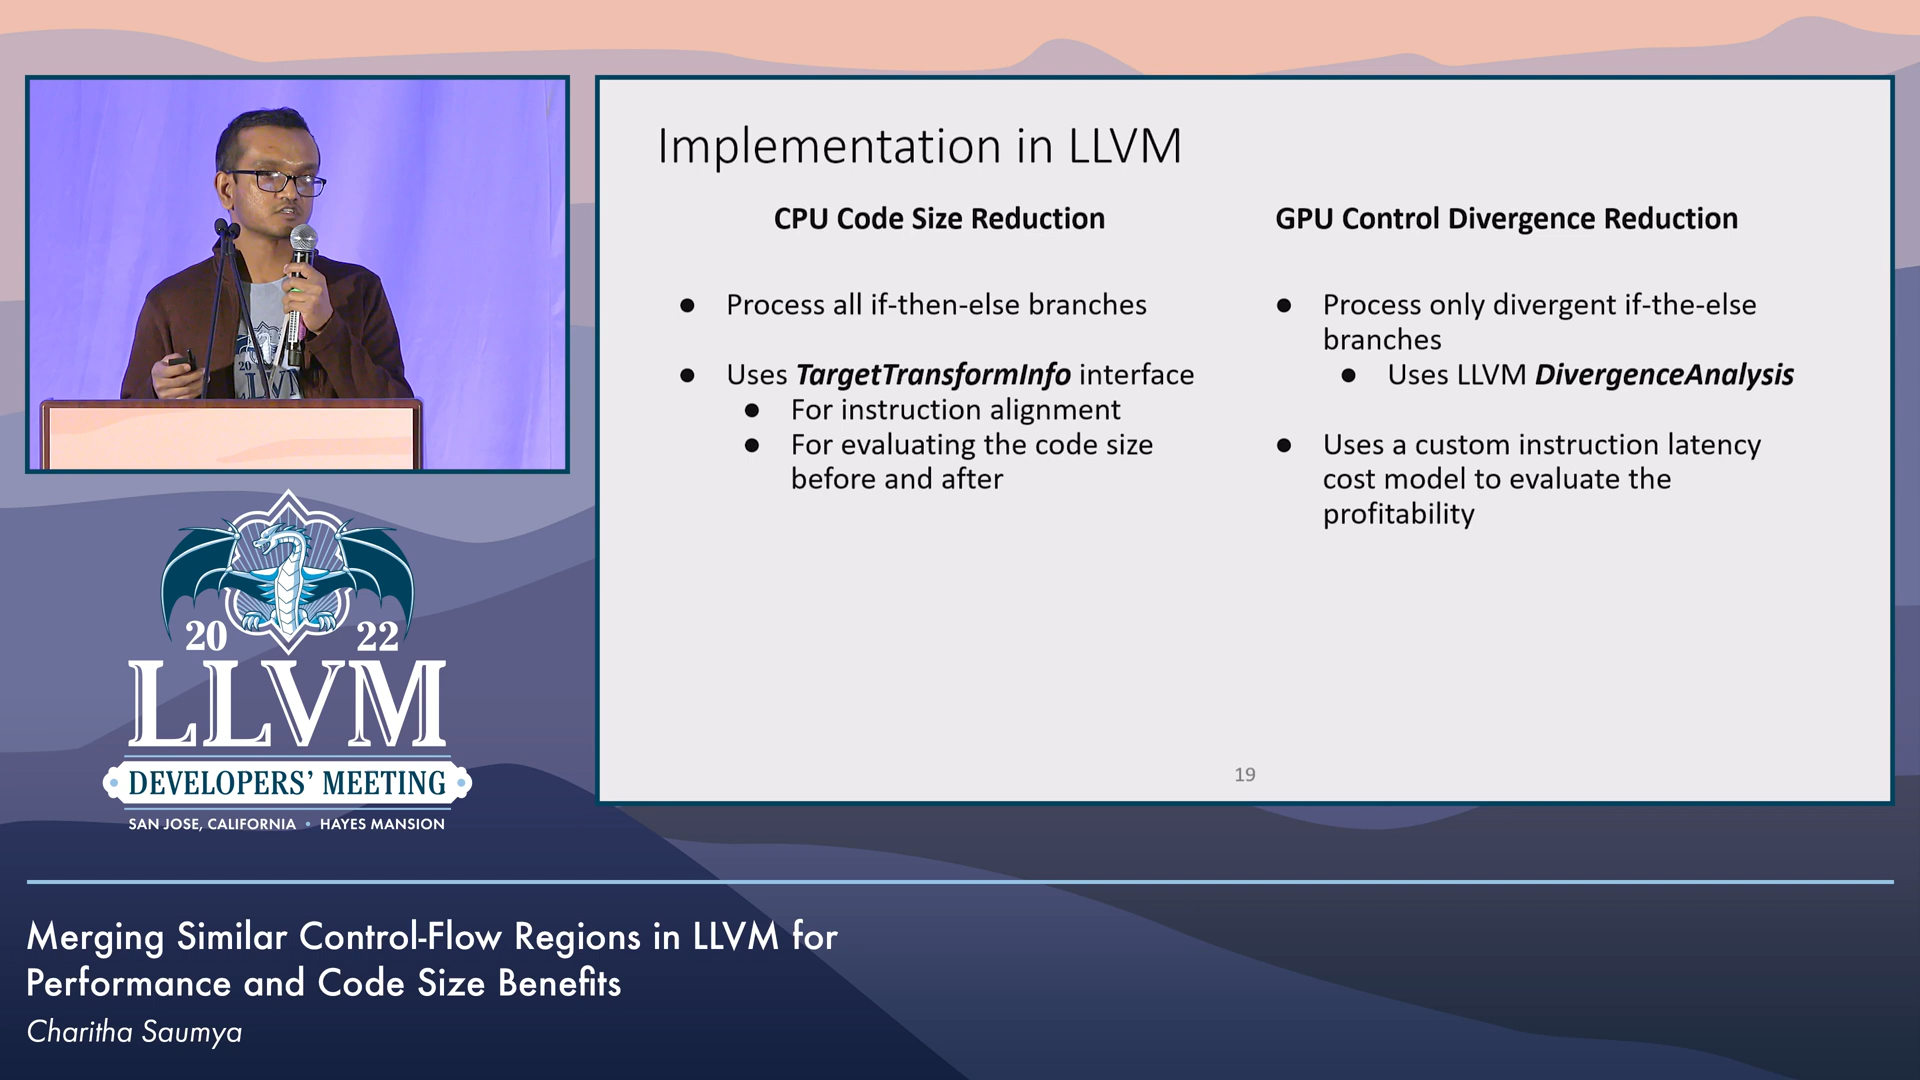 Implementation in LLVM
CPU Code Size Reduction
● Process all if-then-else branches
● Uses TargetTransformInfo interface
● For instruction alignment
● For evaluating the code size
before and after
GPU Control Divergence Reduction
● Process only divergent if-the-else
branches
● Uses LLVM DivergenceAnalysis
● Uses a custom instruction latency
cost model to evaluate the
profitability
19
20 22
LLVM
DEVELOPERS’ MEETING
SAN JOSE, CALIFORNIA • HAYES MANSION
Merging Similar Control-Flow Regions in LLVM for
Performance and Code Size Benefits
Charitha Saumya